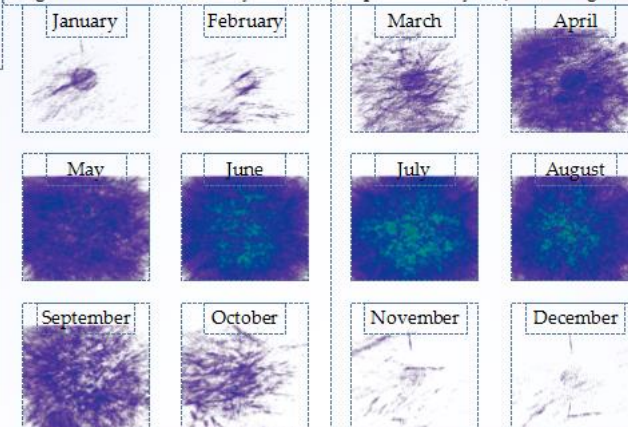 January February March April
May June July August
September October November December